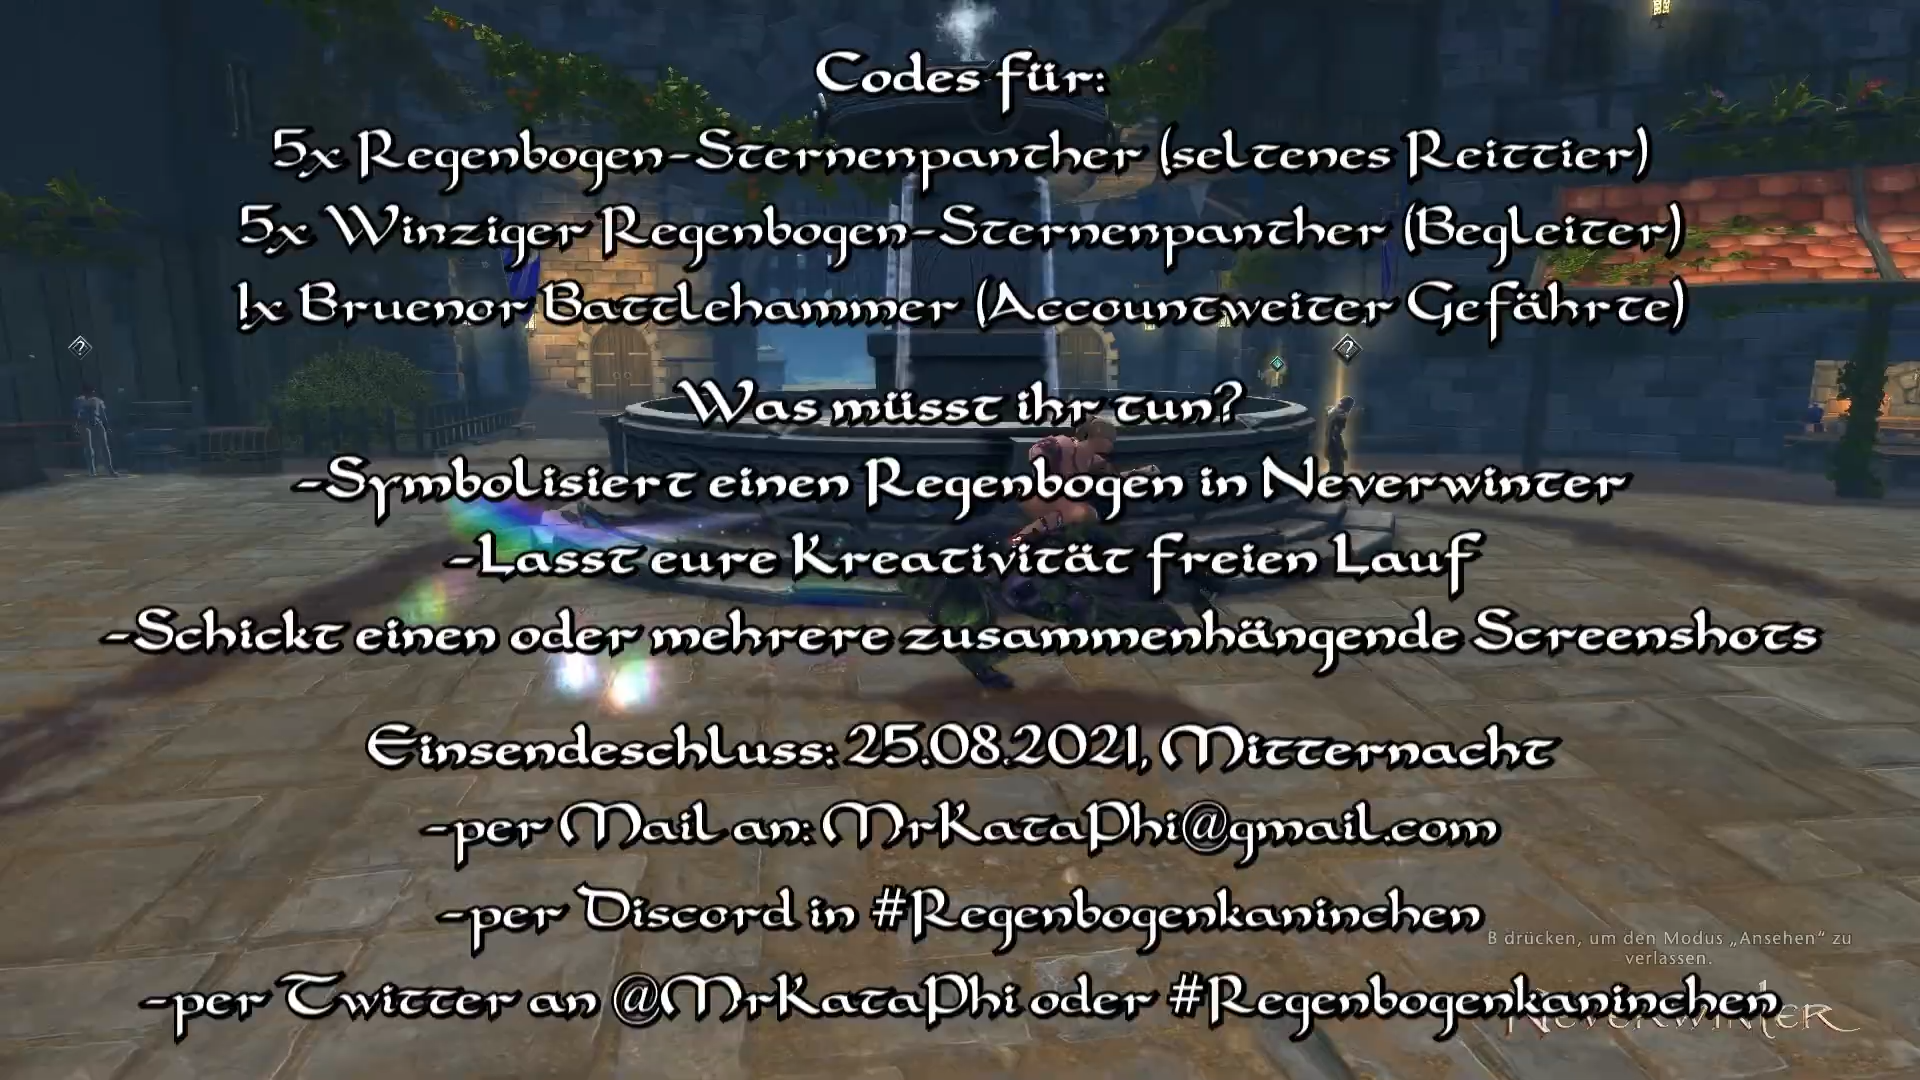 Codes für:
5x Regenbogen-Sternenpanther (seltenes Reittier)
5x Winziger Regenbogen-Sternenpanther (Begleiter)
1x Bruenor Battlehammer (Accountweiter Gefährte)
Was müsst ihr tun?
-Symbolisiert einen Regenbogen in Neverwinter
-Lasst eure Kreativität freien Lauf
-Schickt einen oder mehrere zusammenhängende Screenshots
Einsendeschluss: 25.08.2021, Mitternacht
-per Mail an: MrKataPhi@gmail.com
-per Discord in #Regenbogenkaninchen
B drücken, um den Modus „Ansehen“ zu
verlassen.
-per Twitter an @MrKataPhi oder #Regenbogenkaninchen
NEVERWINTER